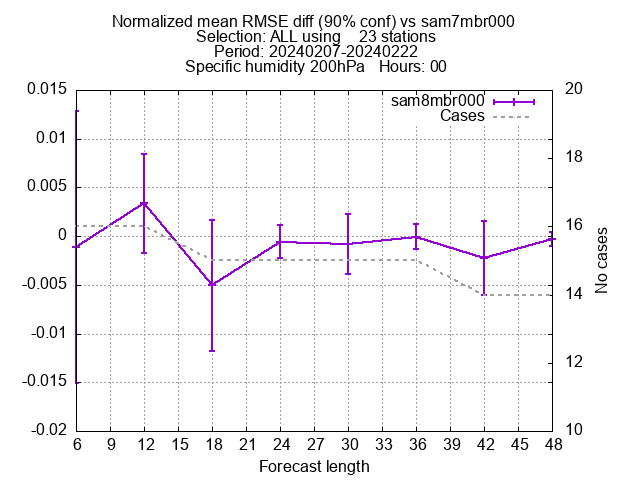 Normalized mean RMSE diff (90% conf) vs sam7mbr000
Selection: ALL using    23 stations
Period: 20240207-20240222
Specific humidity 200hPa   Hours: 00
sam8mbr000
Cases
0.015
0.01
0.005
0
-0.005
-0.01
-0.015
-0.02
20
18
16
14
12
10
No cases
6 9 12 15 18 21 24 27 30 33 36 39 42 45 48
Forecast length